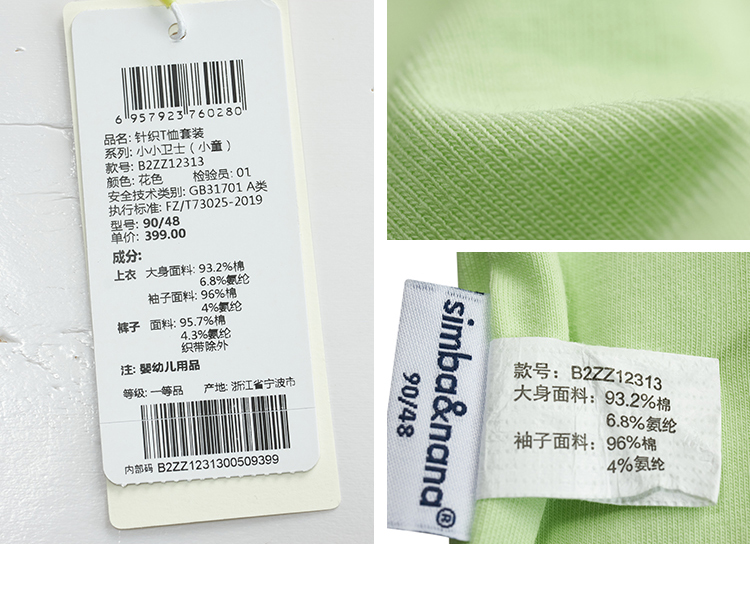 6 957923 760280
品名: 针织T恤套装
系列: 小小卫士（小童）
款号: B2ZZ12313
颜色: 花色 检验员: 01
安全技术类别: GB31701 A类
执行标准: FZ/T73025-2019
型号: 90/48
单价: 399.00
成分:
上衣 大身面料: 93.2%棉
6.8%氨纶
袖子面料: 96%棉
4%氨纶
裤子 面料: 95.7%棉
4.3%氨纶
织带除外
注: 婴幼儿用品
等级: 一等品 产地: 浙江省宁波市
内部码 B2ZZ1231300509399
simba&nana®
90/48
款号: B2ZZ12313
大身面料: 93.2%棉
6.8%氨纶
袖子面料: 96%棉
4%氨纶